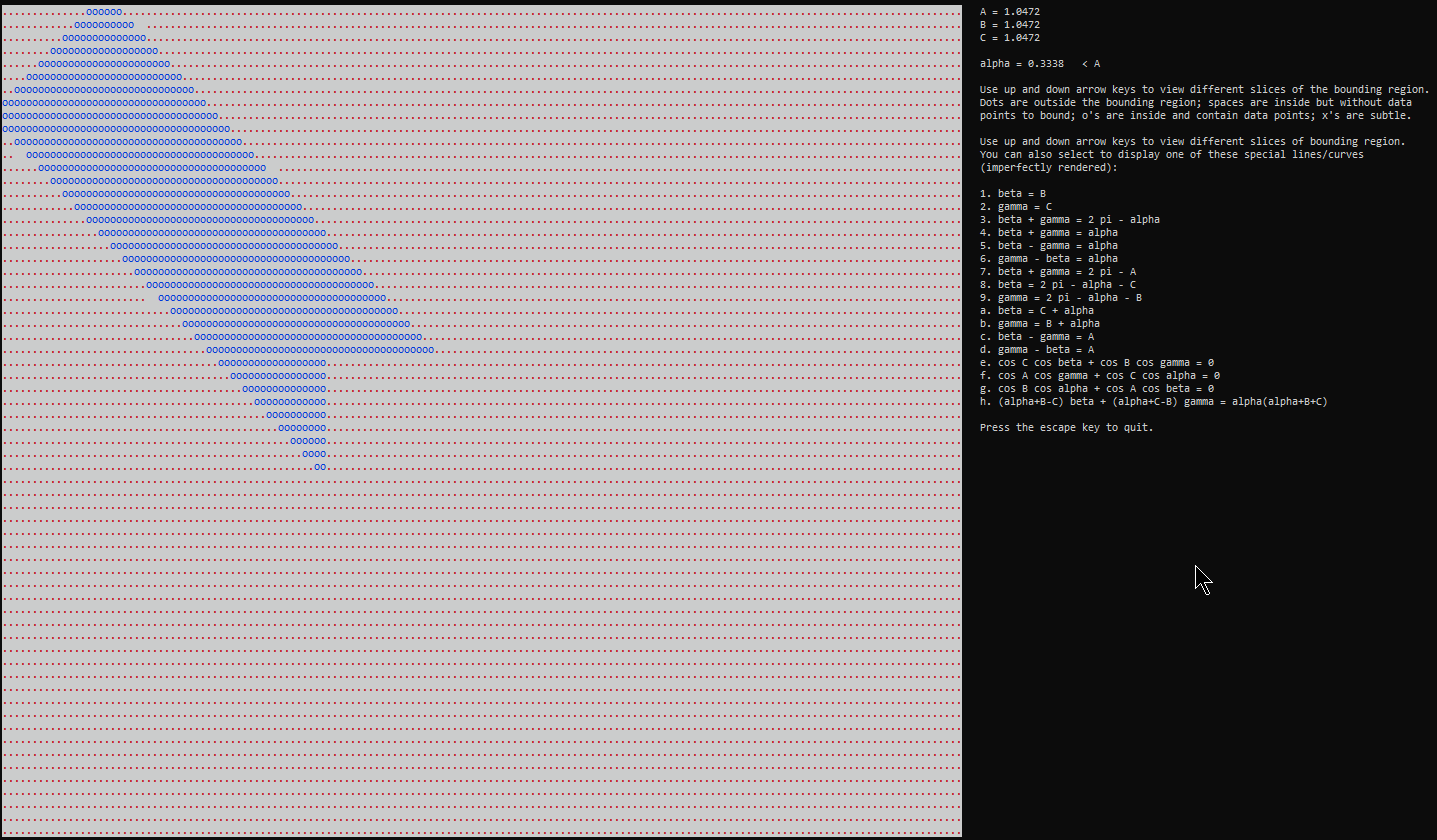 A = 1.0472
B = 1.0472
C = 1.0472
alpha = 0.3338   < A
Use up and down arrow keys to view different slices of the bounding region.
Dots are outside the bounding region; spaces are inside but without data
points to bound; o's are inside and contain data points; x's are subtle.
Use up and down arrow keys to view different slices of bounding region.
You can also select to display one of these special lines/curves
(imperfectly rendered):
1. beta = B
2. gamma = C
3. beta + gamma = 2 pi - alpha
4. beta + gamma = alpha
5. beta - gamma = alpha
6. gamma - beta = alpha
7. beta + gamma = 2 pi - A
8. beta = 2 pi - alpha - C
9. gamma = 2 pi - alpha - B
a. beta = C + alpha
b. gamma = B + alpha
c. beta - gamma = A
d. gamma - beta = A
e. cos C cos beta + cos B cos gamma = 0
f. cos A cos gamma + cos C cos alpha = 0
g. cos B cos alpha + cos A cos beta = 0
h. (alpha+B-C) beta + (alpha+C-B) gamma = alpha(alpha+B+C)
Press the escape key to quit.